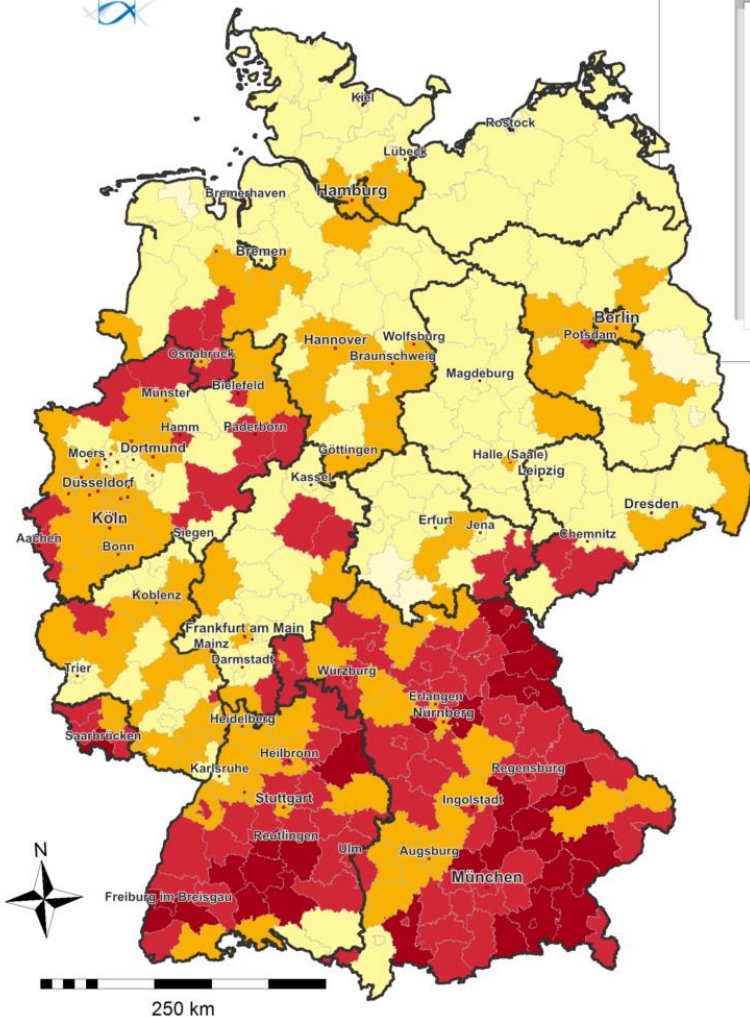 Kiel
Rostock
Lübeck
Hamburg
Bremerhaven
Bremen
Berlin
Potsdam
Hannover
Wolfsburg
Braunschweig
Osnabrück
Magdeburg
Münster
Bielefeld
Hamm
Paderborn
Moers
Dortmund
Göttingen
Halle (Saale)
Leipzig
Düsseldorf
Kassel
Dresden
Köln
Erfurt
Jena
Aachen
Siegen
Chemnitz
Bonn
Koblenz
Frankfurt am Main
Mainz
Darmstadt
Trier
Würzburg
Erlangen
Nürnberg
Heidelberg
Saarbrücken
Heilbronn
Karlsruhe
Regensburg
Stuttgart
Ingolstadt
Reutlingen
Ulm
Augsburg
München
Freiburg im Breisgau
N
250 km